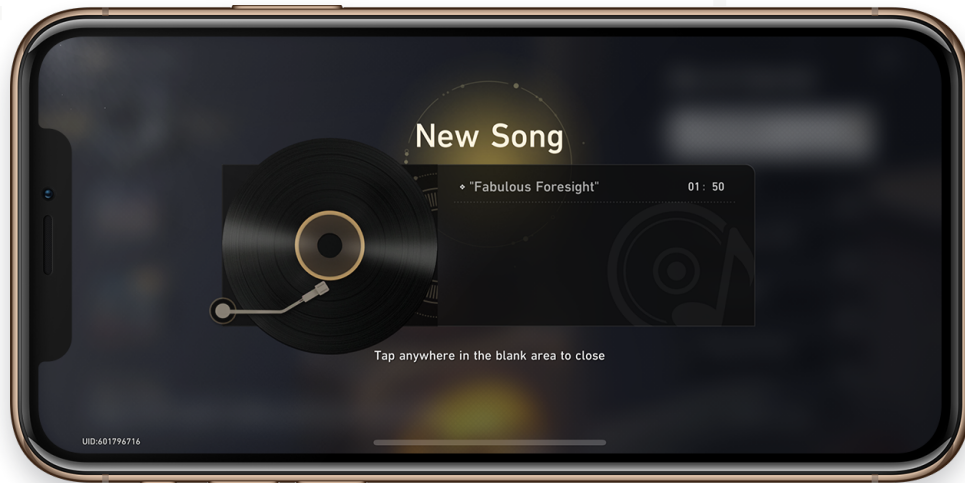 New Song
"Fabulous Foresight" 01: 50
Tap anywhere in the blank area to close
UID:601796716